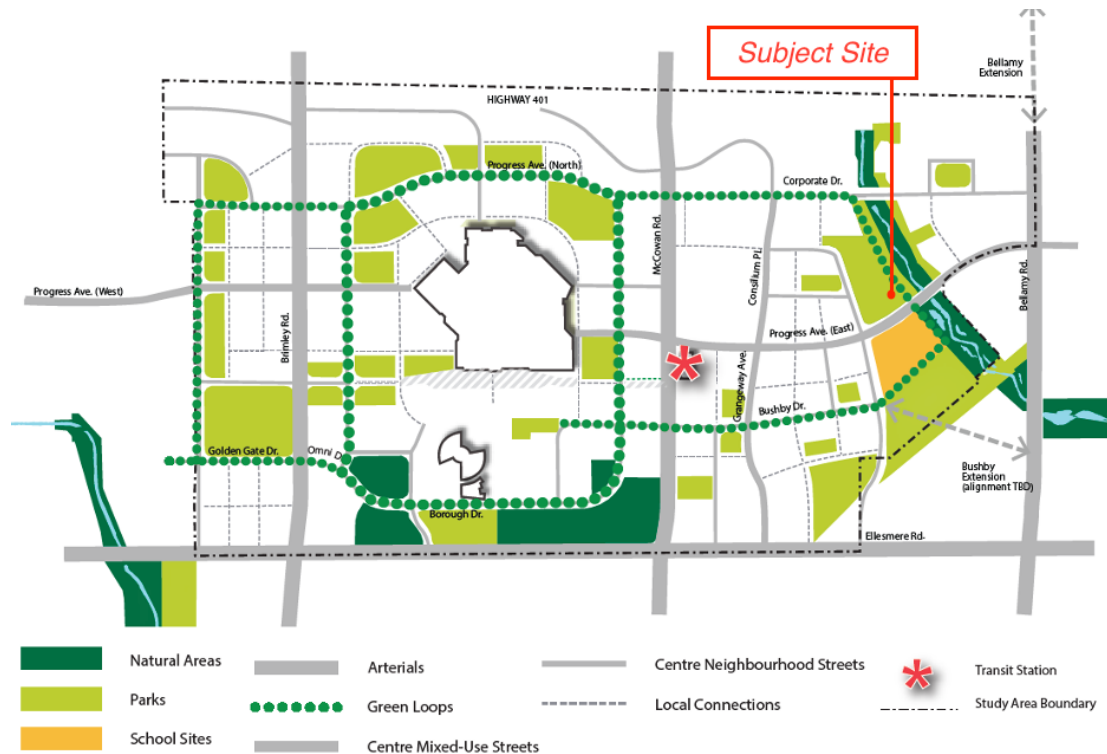 Subject Site
Bellamy
Extension
HIGHWAY 401
Progress Ave. (North)
Corporate Dr.
McCowan Rd.
Consilium Pl.
Bellamy Rd.
Progress Ave. (West)
Brimley Rd.
Progress Ave. (East)
Grangeway Ave.
Bushby Dr.
Golden Gate Dr.
Omni D
Bushby
Extension
(alignment TBD)
Borough Dr.
Ellesmere Rd.
Natural Areas
Arterials
Centre Neighbourhood Streets
Transit Station
Parks
Green Loops
Local Connections
Study Area Boundary
School Sites
Centre Mixed-Use Streets